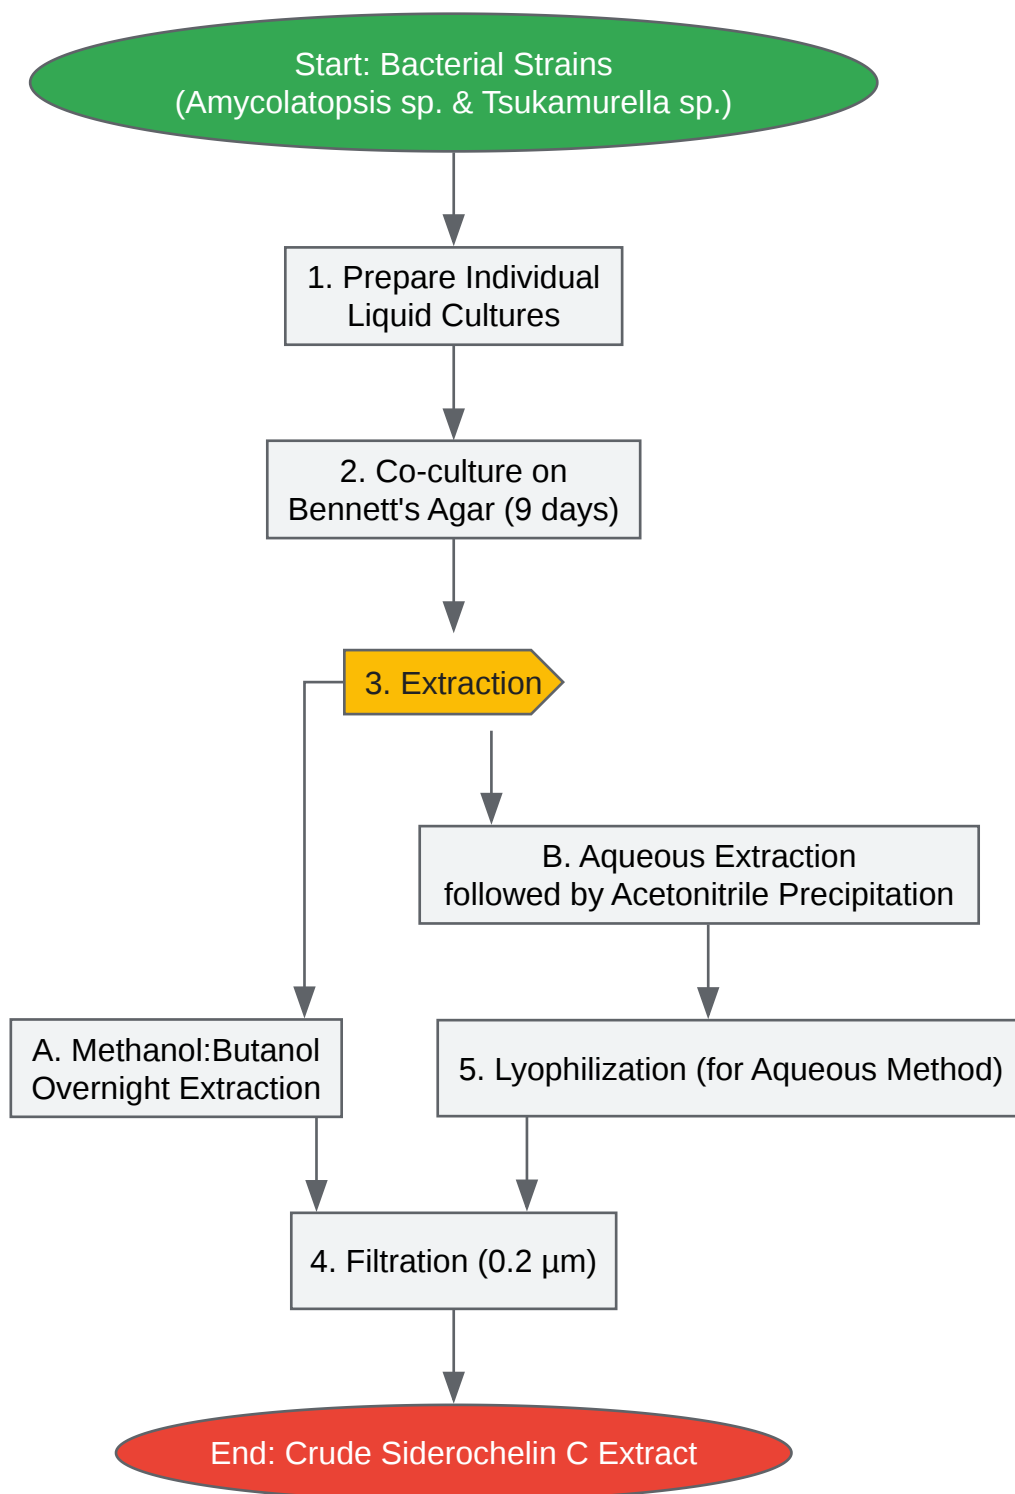 Start: Bacterial Strains
(Amycolatopsis sp. & Tsukamurella sp.)
1. Prepare Individual
Liquid Cultures
2. Co-culture on
Bennett's Agar (9 days)
3. Extraction
B. Aqueous Extraction
followed by Acetonitrile Precipitation
A. Methanol:Butanol
Overnight Extraction
5. Lyophilization (for Aqueous Method)
4. Filtration (0.2 µm)
End: Crude Siderochelin C Extract